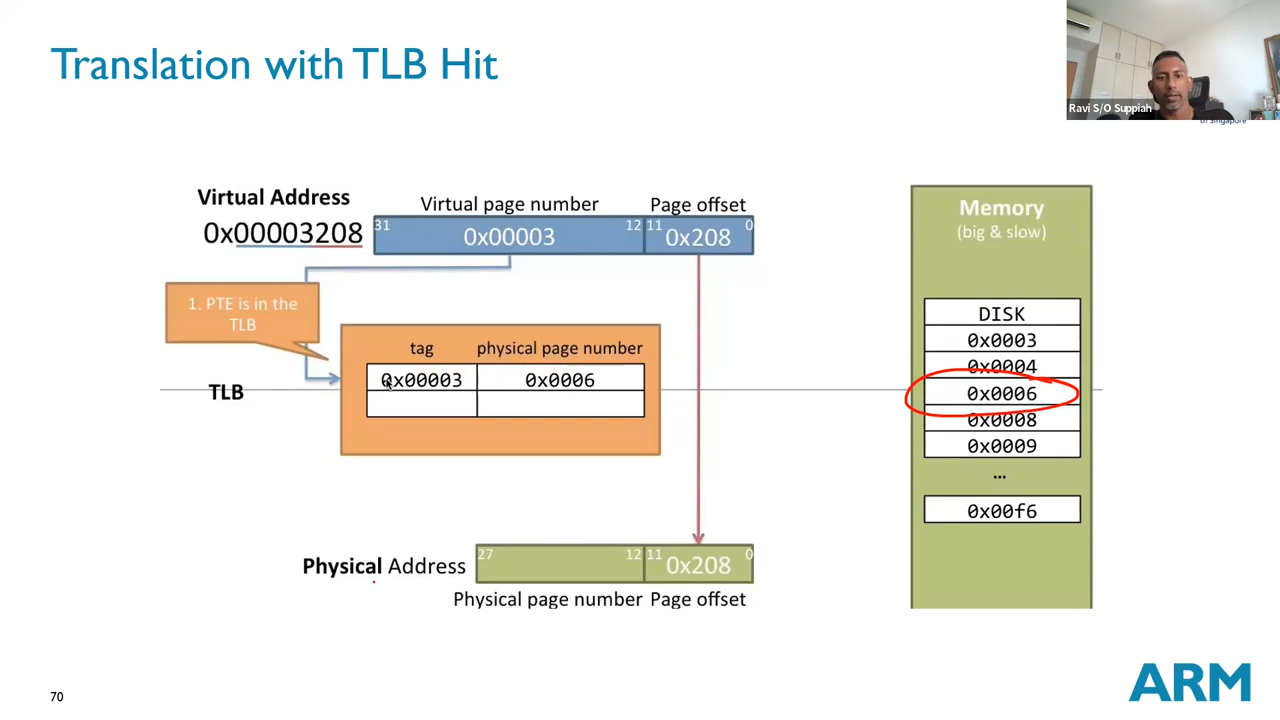 Translation with TLB Hit
Ravi S/O Suppiah
of Singapore
Virtual Address
0x00003208
Virtual page number
Page offset
31
0x00003
12
11
0x208
0
1. PTE is in the
TLB
tag
physical page number
0x00003
0x0006
TLB
Memory
(big & slow)
DISK
0x0003
0x0004
0x0006
0x0008
0x0009
...
0x00f6
Physical Address
27
12
11
0x208
0
Physical page number
Page offset
70
ARM